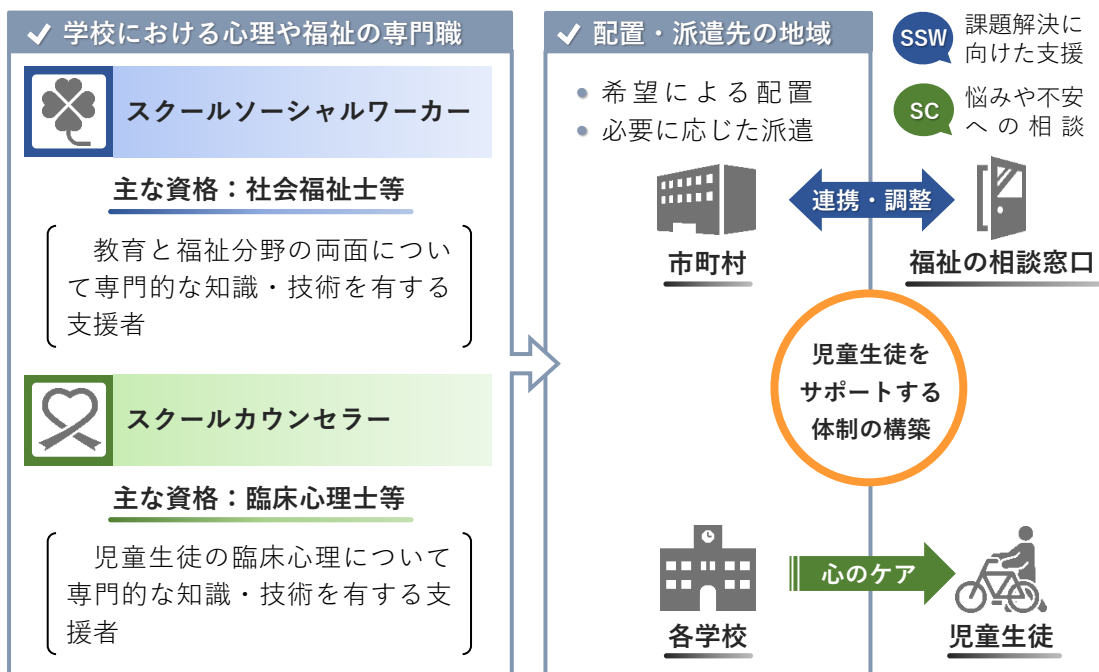 ✓ 学校における心理や福祉の専門職
スクールソーシャルワーカー
主な資格：社会福祉士等
教育と福祉分野の両面につい
て専門的な知識・技術を有する
支援者
スクールカウンセラー
主な資格：臨床心理士等
児童生徒の臨床心理について
専門的な知識・技術を有する支
援者
✓ 配置・派遣先の地域
• 希望による配置
• 必要に応じた派遣
SSW
課題解決に
向けた支援
SC
悩みや不安
への相談
連携・調整
市町村
福祉の相談窓口
児童生徒を
サポートする
体制の構築
心のケア
各学校
児童生徒